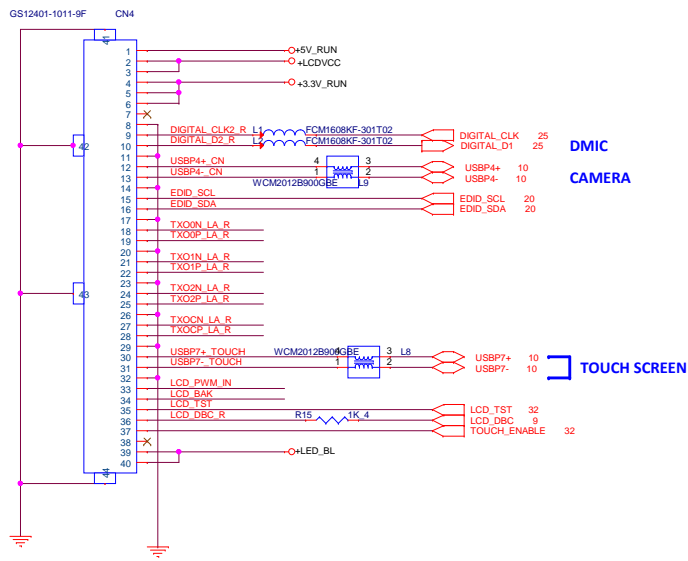 GS12401-1011-9F CN4
41
1 +5V_RUN
2 +LCDVCC
3
4 +3.3V_RUN
5
6
7
8
9 DIGITAL_CLK2_R L1 FCM1608KF-301T02 DIGITAL_CLK 25
10 DIGITAL_D2_R L2 FCM1608KF-301T02 DIGITAL_D1 25 DMIC
42
11
12 USBP4+_CN 4 3 USBP4+ 10
13 USBP4-_CN 1 2 USBP4- 10 CAMERA
WCM2012B900GBE L9
14
15 EDID_SCL EDID_SCL 20
16 EDID_SDA EDID_SDA 20
17
18 TXO0N_LA_R
19 TXO0P_LA_R
20
21 TXO1N_LA_R
22 TXO1P_LA_R
23
43
24 TXO2N_LA_R
25 TXO2P_LA_R
26
27 TXOCN_LA_R
28 TXOCP_LA_R
29
WCM2012B900GBE L8
30 USBP7+_TOUCH 4 3 USBP7+ 10
31 USBP7-_TOUCH 1 2 USBP7- 10 TOUCH SCREEN
32
33 LCD_PWM_IN
34 LCD_BAK
35 LCD_TST LCD_TST 32
36 LCD_DBC_R R15 1K_4 LCD_DBC 9
37 TOUCH_ENABLE 32
38
39 +LED_BL
40
44